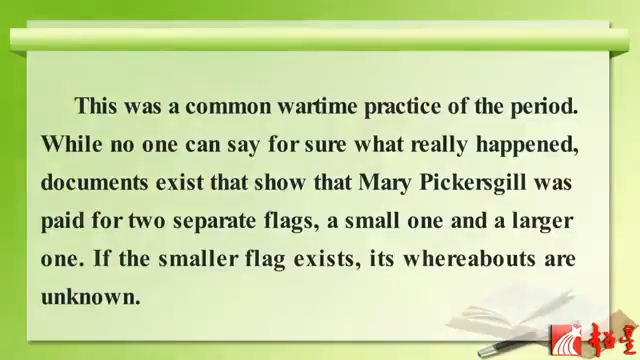 This was a common wartime practice of the period.
While no one can say for sure what really happened,
documents exist that show that Mary Pickersgill was
paid for two separate flags, a small one and a larger
one. If the smaller flag exists, its whereabouts are
unknown.